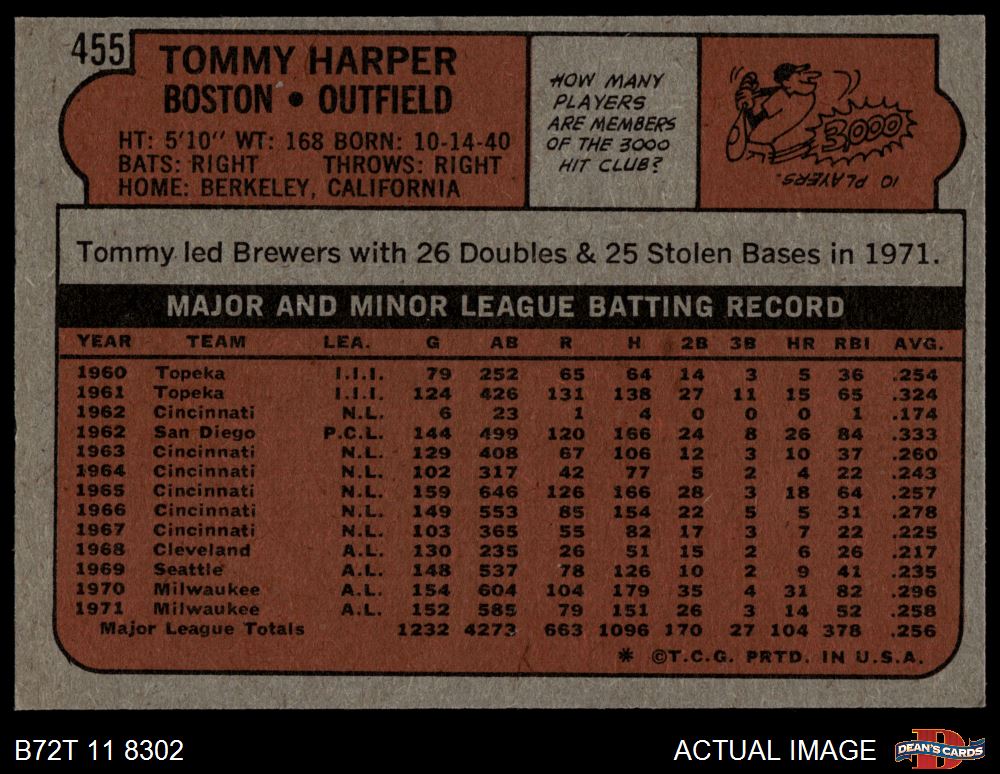 455
TOMMY HARPER
BOSTON • OUTFIELD
HT: 5'10" WT: 168 BORN: 10-14-40
BATS: RIGHT THROWS: RIGHT
HOME: BERKELEY, CALIFORNIA
HOW MANY
PLAYERS
ARE MEMBERS
OF THE 3000
HIT CLUB?
3000
10 PLAYERS.
Tommy led Brewers with 26 Doubles & 25 Stolen Bases in 1971.
MAJOR AND MINOR LEAGUE BATTING RECORD
YEAR TEAM LEA. G AB R H 2B 3B HR RBI AVG.
1960 Topeka I.I.I. 79 252 65 64 14 3 5 36 .254
1961 Topeka I.I.I. 124 426 131 138 27 11 15 65 .324
1962 Cincinnati N.L. 6 23 1 4 0 0 0 1 .174
1962 San Diego P.C.L. 144 499 120 166 24 8 26 84 .333
1963 Cincinnati N.L. 129 408 67 106 12 3 10 37 .260
1964 Cincinnati N.L. 102 317 42 77 5 2 4 22 .243
1965 Cincinnati N.L. 159 646 126 166 28 3 18 64 .257
1966 Cincinnati N.L. 149 553 85 154 22 5 5 31 .278
1967 Cincinnati N.L. 103 365 55 82 17 3 7 22 .225
1968 Cleveland A.L. 130 235 26 51 15 2 6 26 .217
1969 Seattle A.L. 148 537 78 126 10 2 9 41 .235
1970 Milwaukee A.L. 154 604 104 179 35 4 31 82 .296
1971 Milwaukee A.L. 152 585 79 151 26 3 14 52 .258
Major League Totals 1232 4273 663 1096 170 27 104 378 .256
* ©T.C.G. PRTD. IN U.S.A.
B72T 11 8302
ACTUAL IMAGE
DEAN'S CARDS